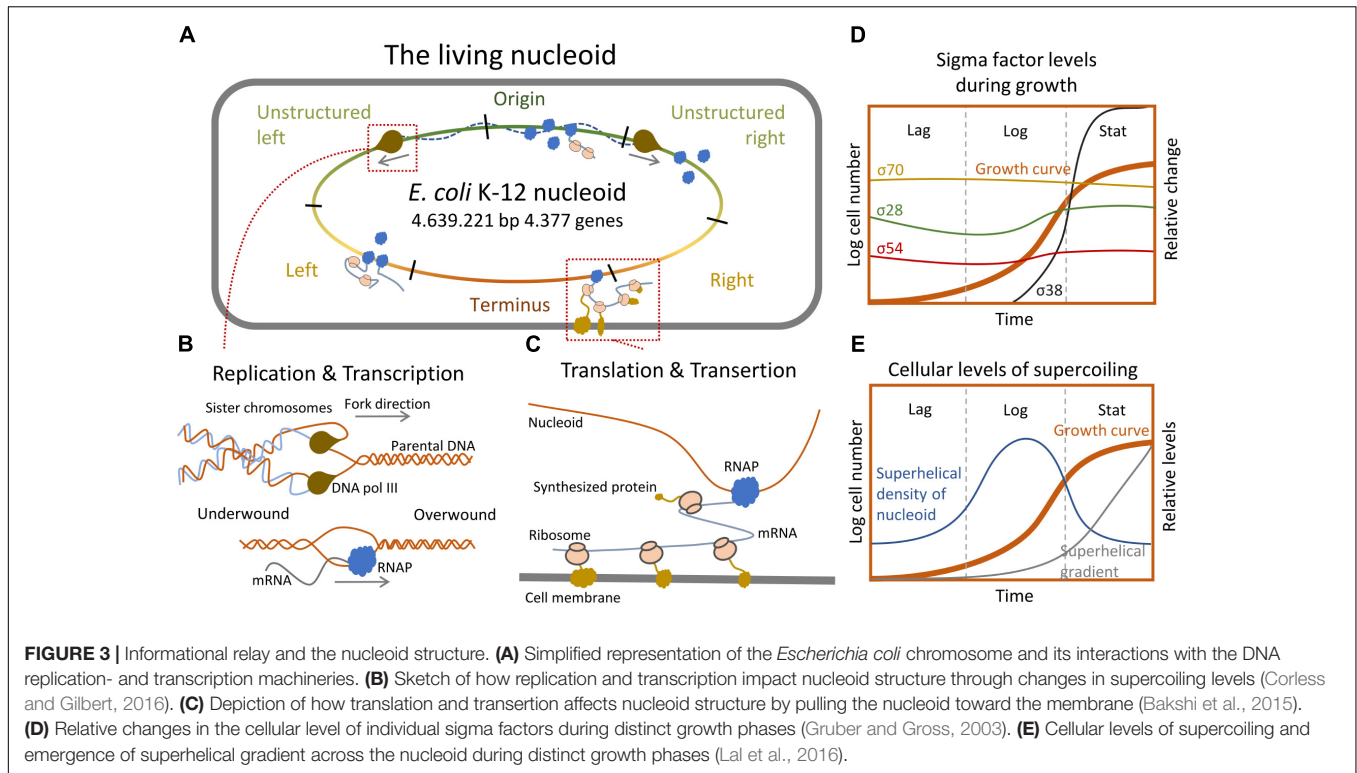 A
The living nucleoid
Unstructured
left
Origin
Unstructured
right
E. coli K-12 nucleoid
4.639.221 bp 4.377 genes
Left
Terminus
Right
B
Replication & Transcription
Sister chromosomes
Fork direction
Parental DNA
DNA pol III
Underwound
Overwound
mRNA
RNAP
C
Translation & Transertion
Nucleoid
RNAP
Synthesized protein
mRNA
Ribosome
Cell membrane
D
Sigma factor levels
during growth
Lag
Log
Stat
σ70
Growth curve
σ28
σ54
σ38
Log cell number
Relative change
Time
E
Cellular levels of supercoiling
Lag
Log
Stat
Growth curve
Superhelical
density of
nucleoid
Superhelical
gradient
Log cell number
Relative levels
Time
FIGURE 3 | Informational relay and the nucleoid structure. (A) Simplified representation of the Escherichia coli chromosome and its interactions with the DNA
replication- and transcription machineries. (B) Sketch of how replication and transcription impact nucleoid structure through changes in supercoiling levels (Corless
and Gilbert, 2016). (C) Depiction of how translation and transertion affects nucleoid structure by pulling the nucleoid toward the membrane (Bakshi et al., 2015).
(D) Relative changes in the cellular level of individual sigma factors during distinct growth phases (Gruber and Gross, 2003). (E) Cellular levels of supercoiling and
emergence of superhelical gradient across the nucleoid during distinct growth phases (Lal et al., 2016).